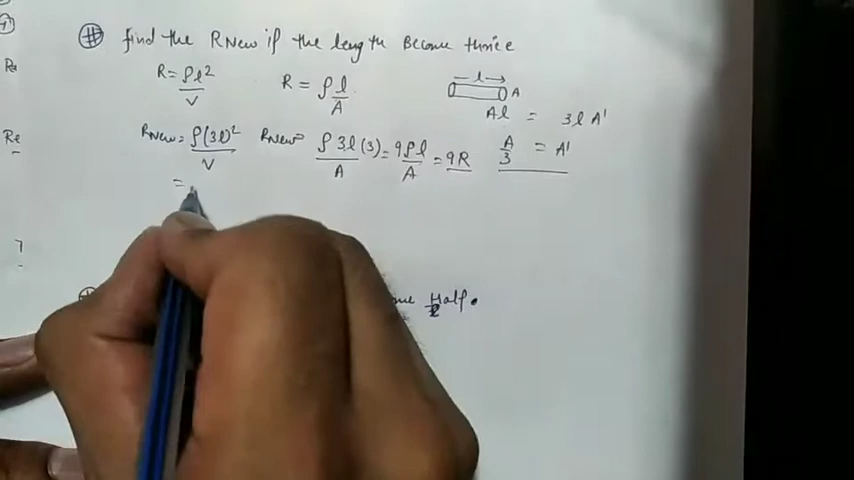 find the RNew if the length Become thrice
R = ρl²/V R = ρ l/A l A
Al = 3l A'
RNew = ρ(3l)²/V RNew = ρ 3l(3)/A = 9ρl/A = 9R A/3 = A'
=
Half.